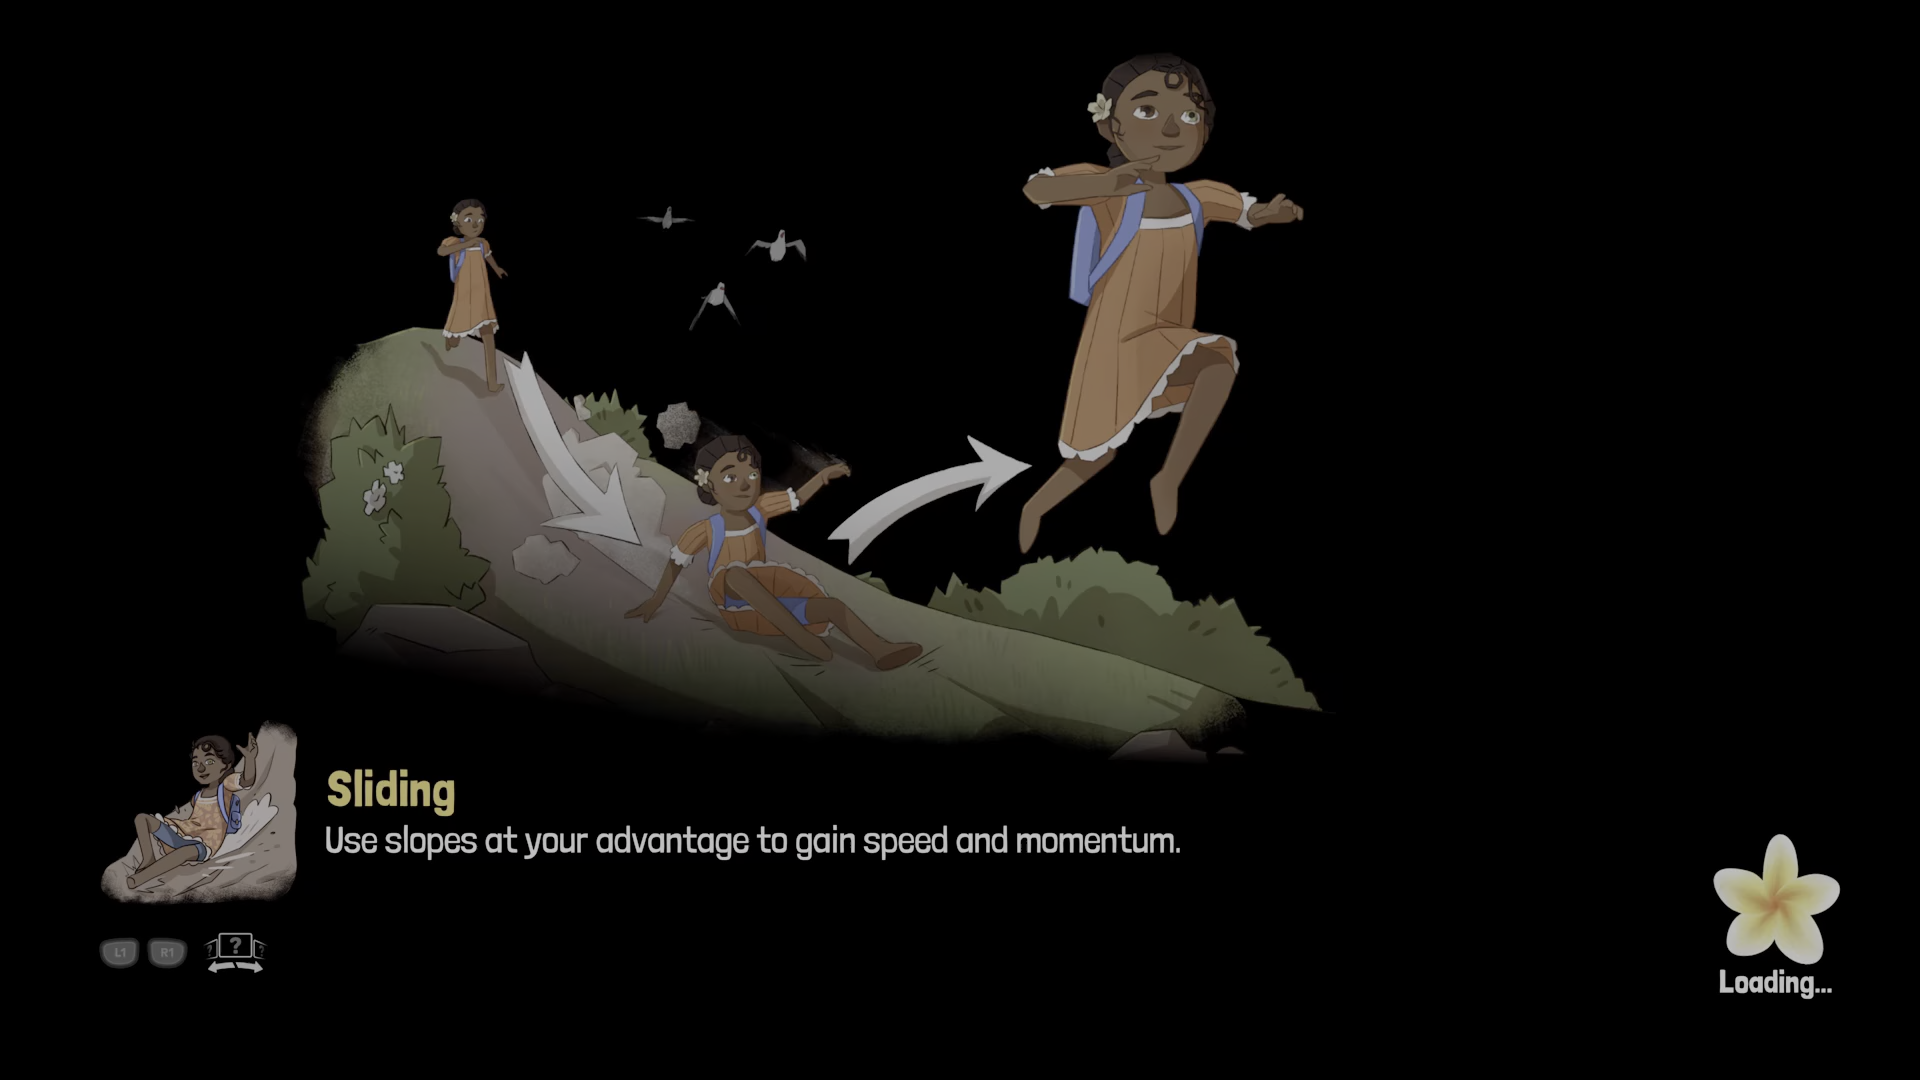 Sliding
Use slopes at your advantage to gain speed and momentum.
L1 R1 ?
Loading...